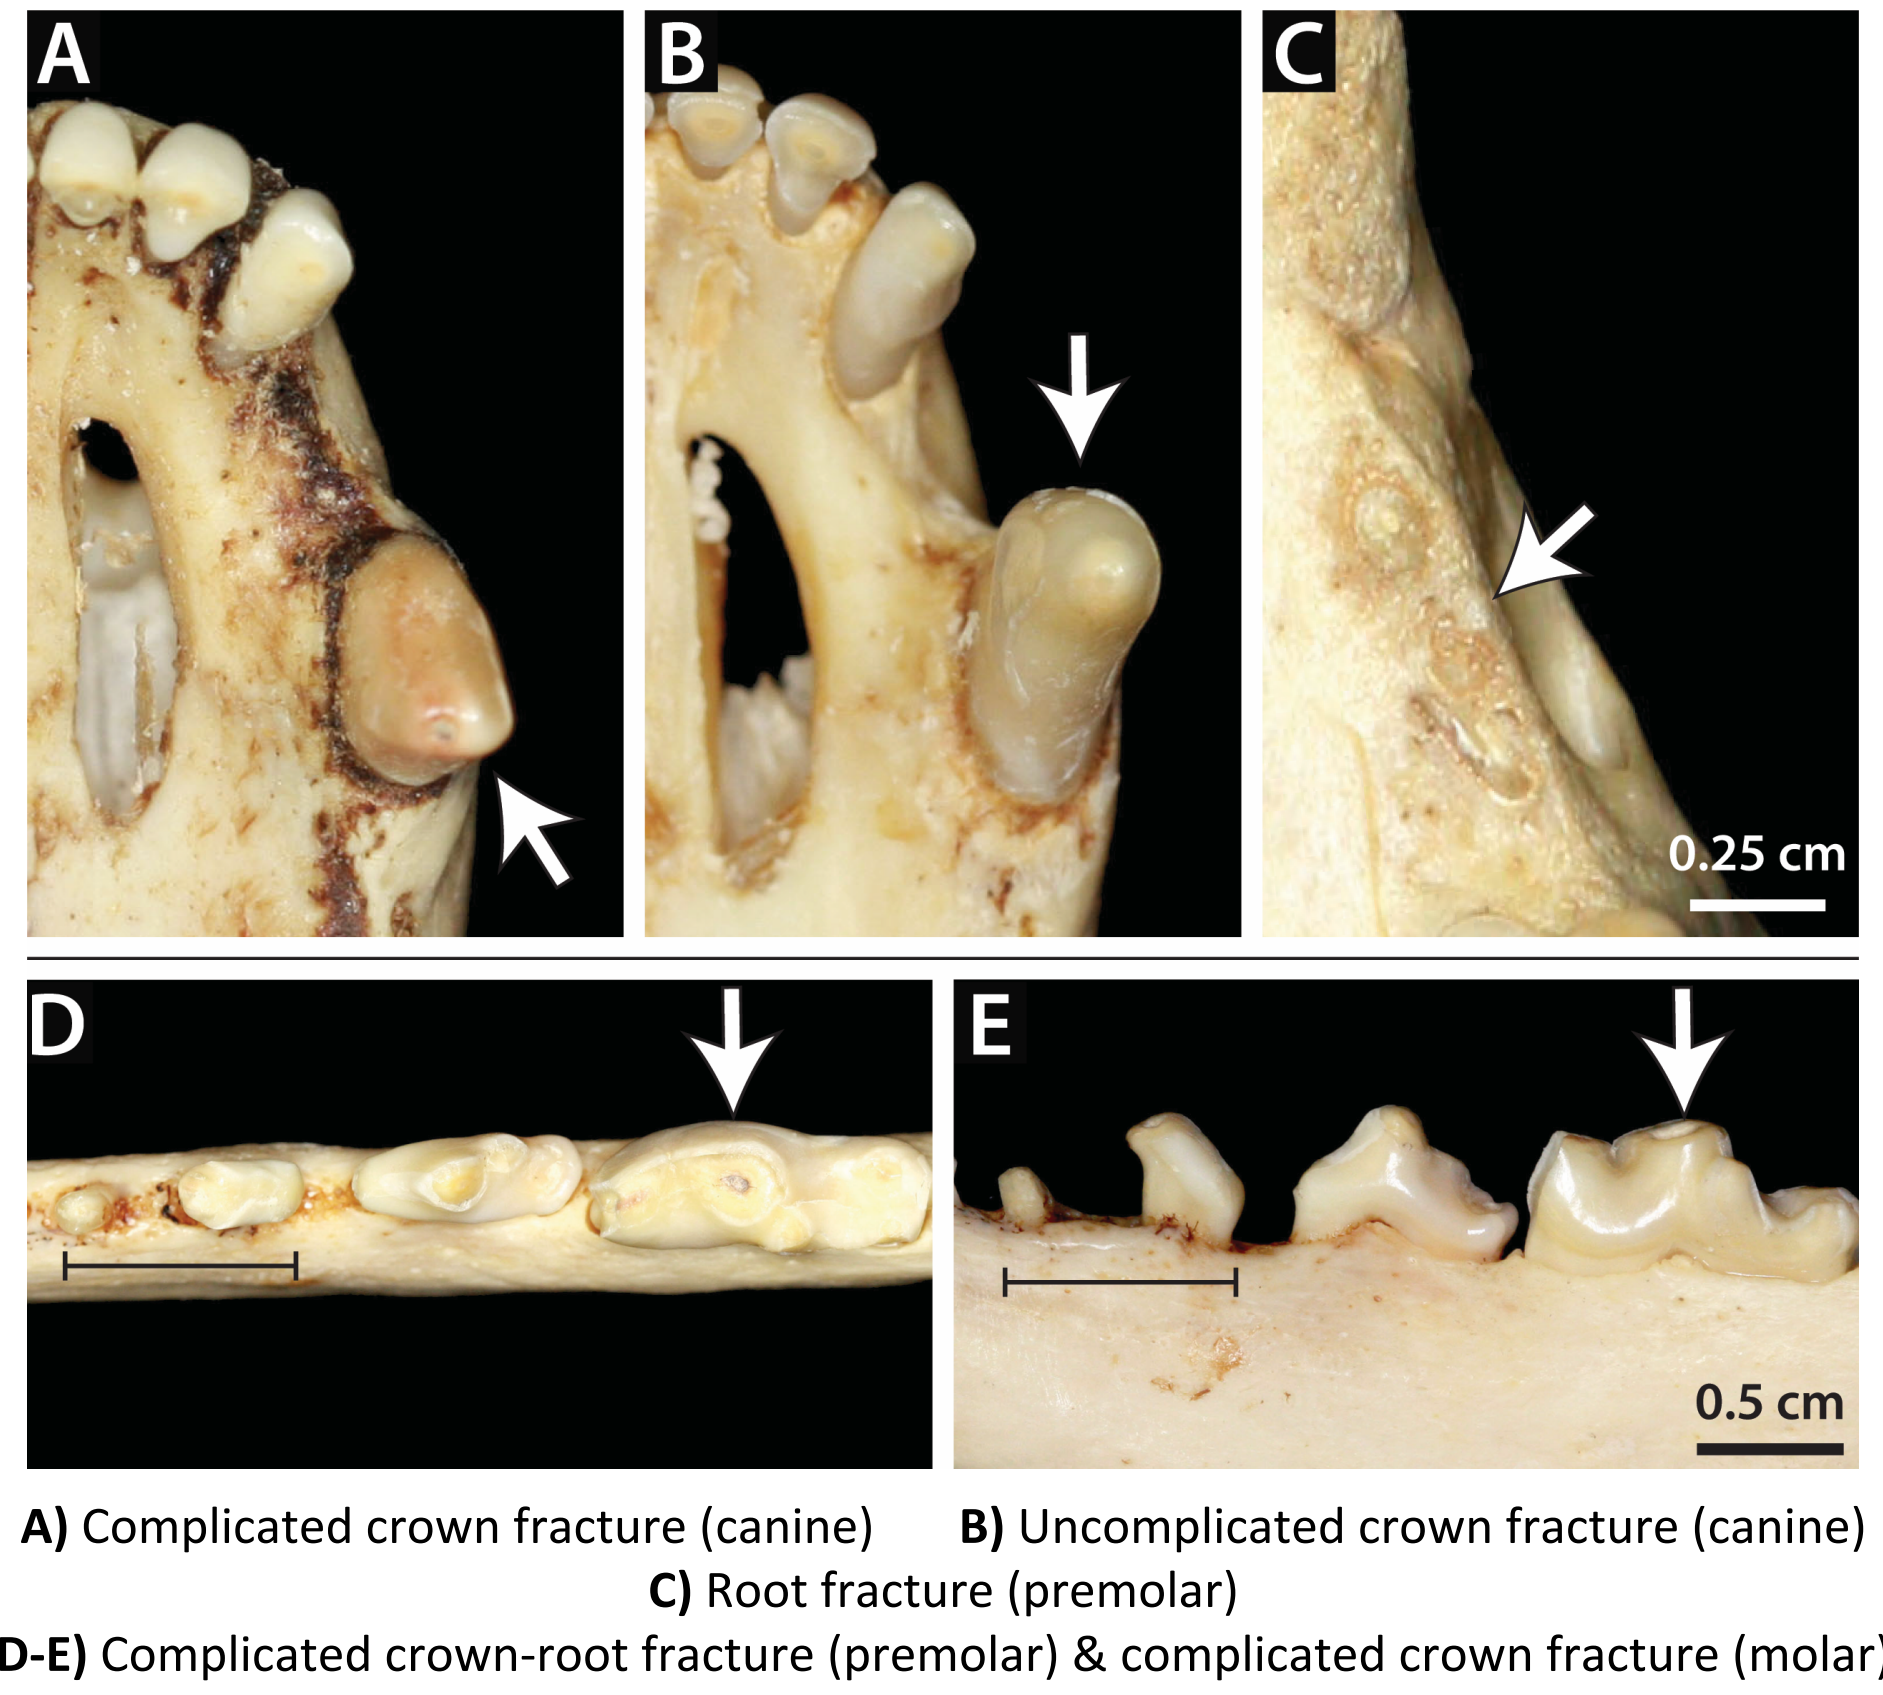 A
B
C
0.25 cm
D
E
0.5 cm
A) Complicated crown fracture (canine) B) Uncomplicated crown fracture (canine)
C) Root fracture (premolar)
D-E) Complicated crown-root fracture (premolar) & complicated crown fracture (molar)